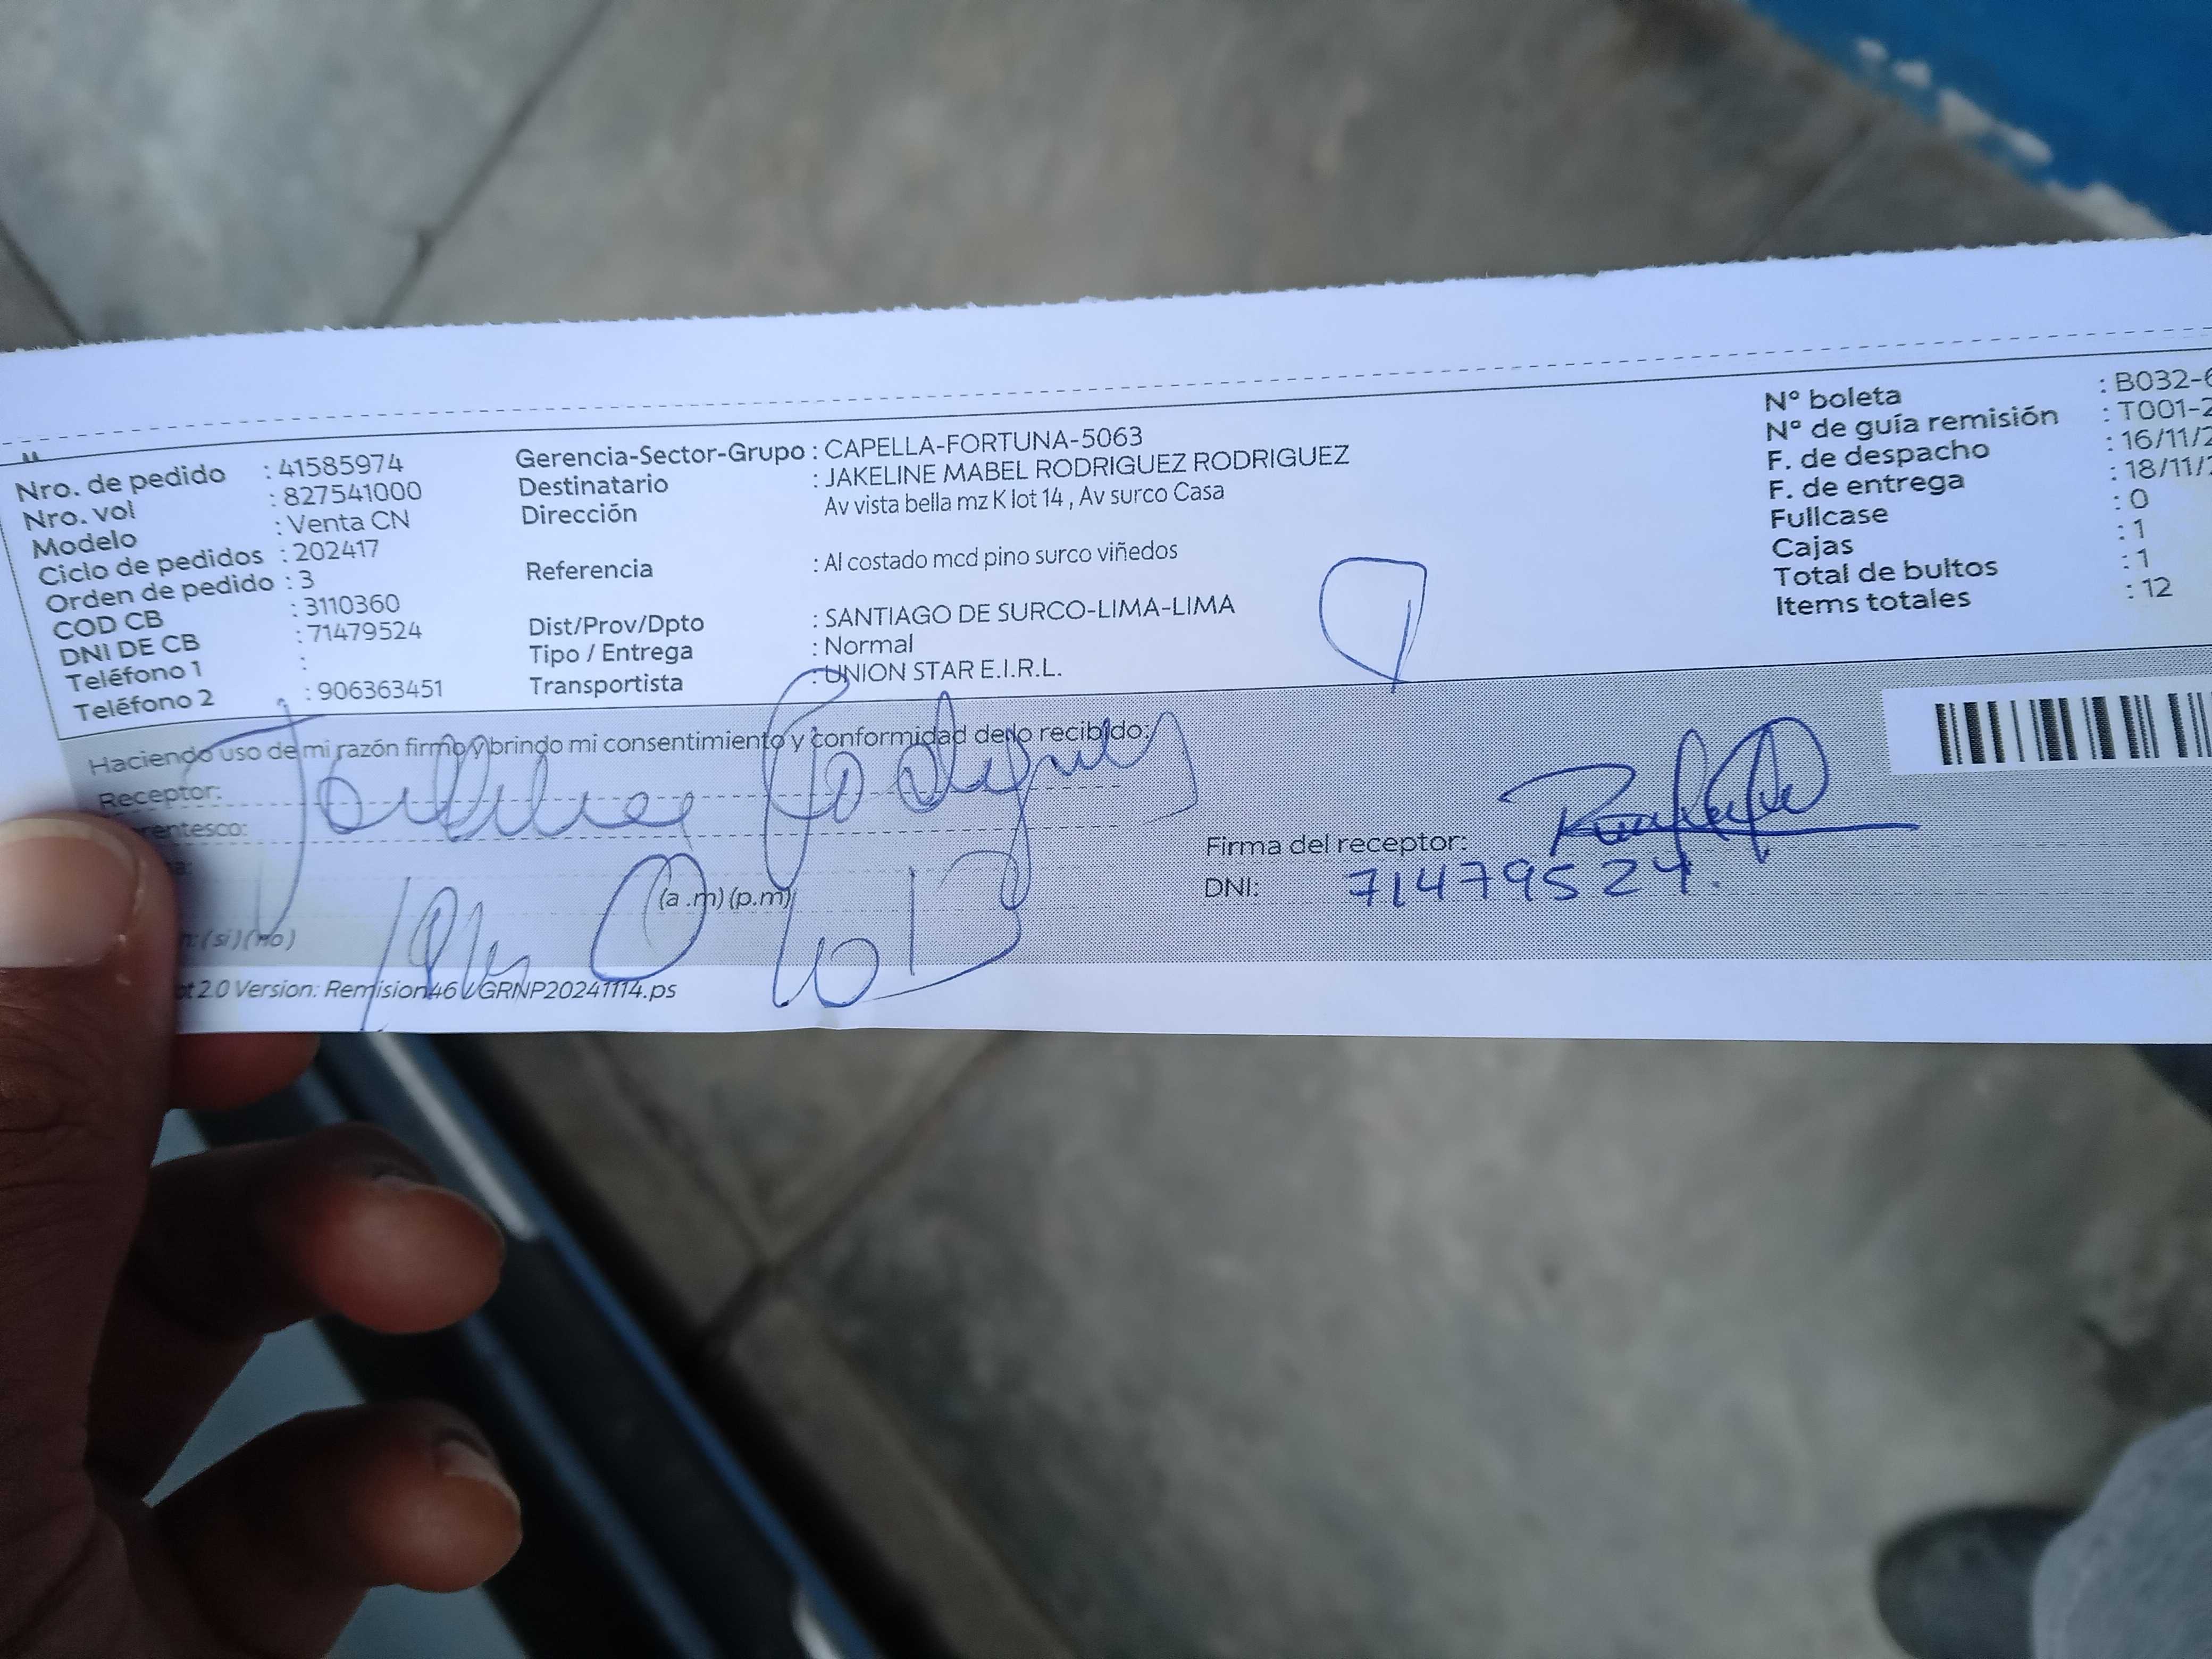 Nro. de pedido : 41585974
Nro. vol : 827541000
Modelo : Venta CN
Ciclo de pedidos : 202417
Orden de pedido : 3
COD CB : 3110360
DNI DE CB : 71479524
Teléfono 1 :
Teléfono 2 : 906363451
Gerencia-Sector-Grupo : CAPELLA-FORTUNA-5063
Destinatario : JAKELINE MABEL RODRIGUEZ RODRIGUEZ
Dirección Av vista bella mz K lot 14 , Av surco Casa
Referencia : Al costado mcd pino surco viñedos
Dist/Prov/Dpto : SANTIAGO DE SURCO-LIMA-LIMA
Tipo / Entrega : Normal
Transportista : UNION STAR E.I.R.L.
Nº boleta : B032-
Nº de guía remisión : T001-2
F. de despacho : 16/11/2
F. de entrega : 18/11/
Fullcase : 0
Cajas : 1
Total de bultos : 1
Items totales : 12
Haciendo uso de mi razón firmo y brindo mi consentimiento y conformidad de lo recibido:
Receptor:
rentesco:
(a .m) (p.m)
(si) (no)
Firma del receptor:
DNI: 71479524.
2.0 Version: Remision46 GRNP20241114.ps